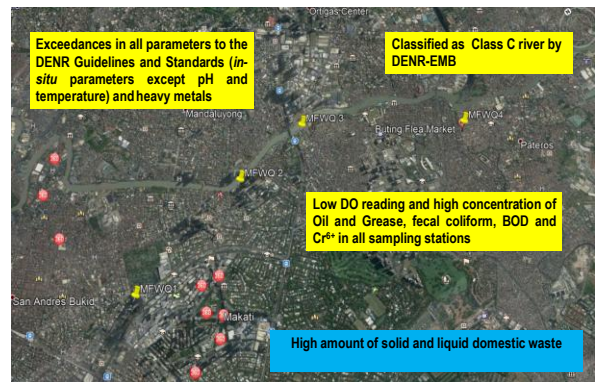 Ortigas Center
Exceedances in all parameters to the
DENR Guidelines and Standards (in-
situ parameters except pH and
temperature) and heavy metals
Classified as Class C river by
DENR-EMB
Mandaluyong
MFWQ 3
MFWQ4
Futing Flea Market
Pateros
MFWQ 2
Low DO reading and high concentration of
Oil and Grease, fecal coliform, BOD and
Cr⁶⁺ in all sampling stations
MFWQ1
San Andres Bukid
Makati
High amount of solid and liquid domestic waste